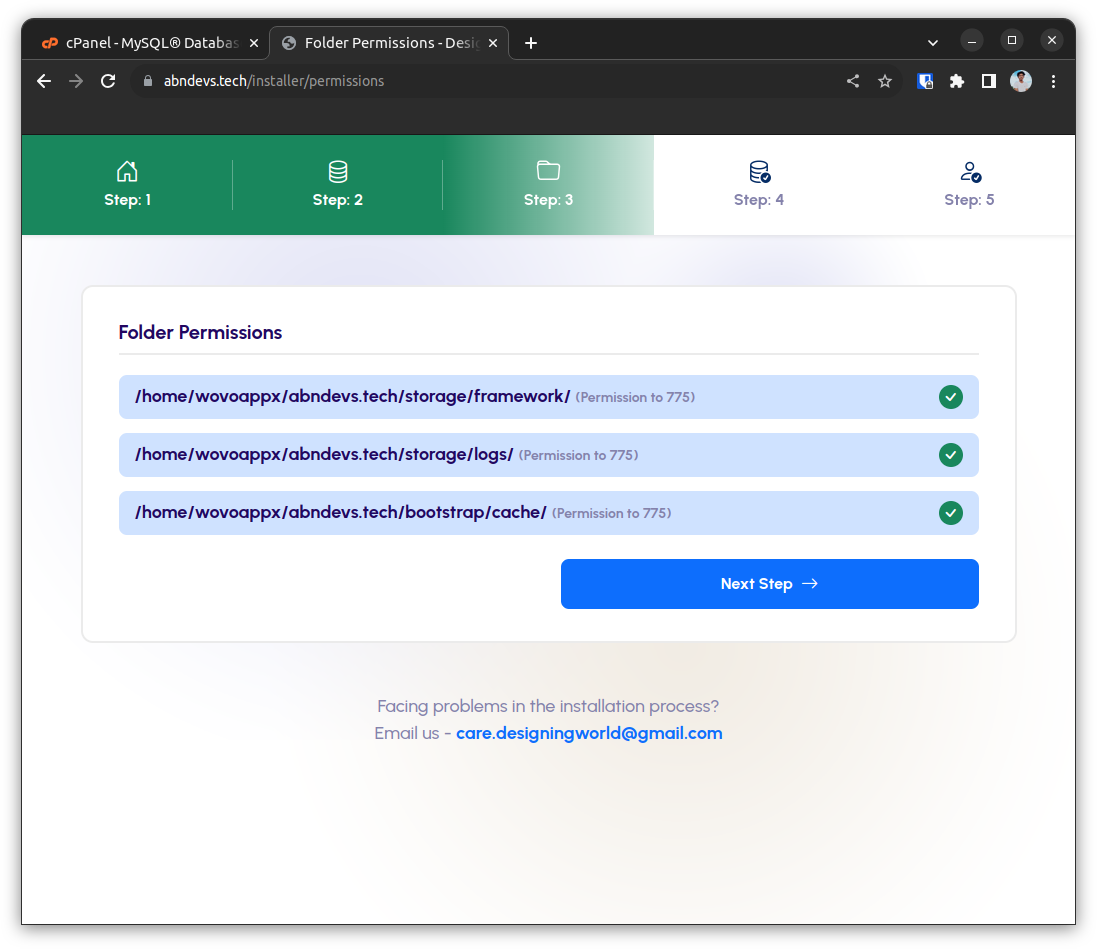 cPanel - MySQL® Databas
Folder Permissions - Desig
abndevs.tech/installer/permissions
Step: 1
Step: 2
Step: 3
Step: 4
Step: 5
Folder Permissions
/home/wovoappx/abndevs.tech/storage/framework/ (Permission to 775)
/home/wovoappx/abndevs.tech/storage/logs/ (Permission to 775)
/home/wovoappx/abndevs.tech/bootstrap/cache/ (Permission to 775)
Next Step
Facing problems in the installation process?
Email us - care.designingworld@gmail.com